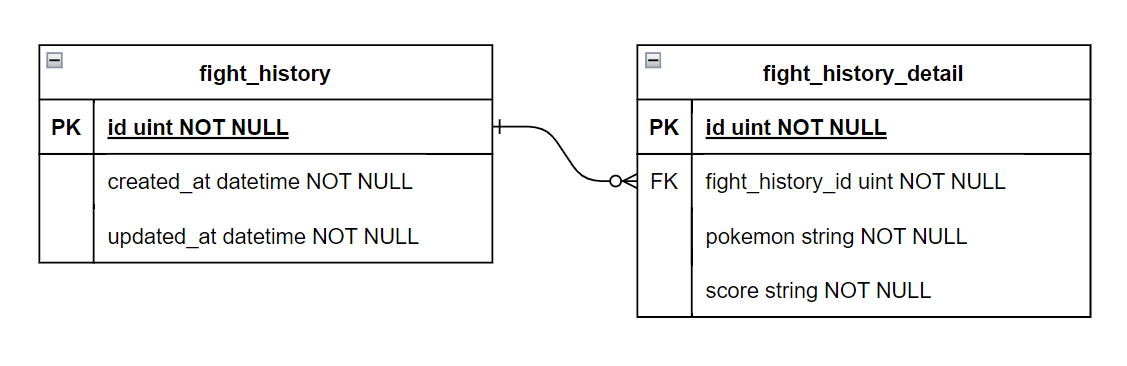 fight_history
PK id uint NOT NULL
created_at datetime NOT NULL
updated_at datetime NOT NULL
fight_history_detail
PK id uint NOT NULL
FK fight_history_id uint NOT NULL
pokemon string NOT NULL
score string NOT NULL